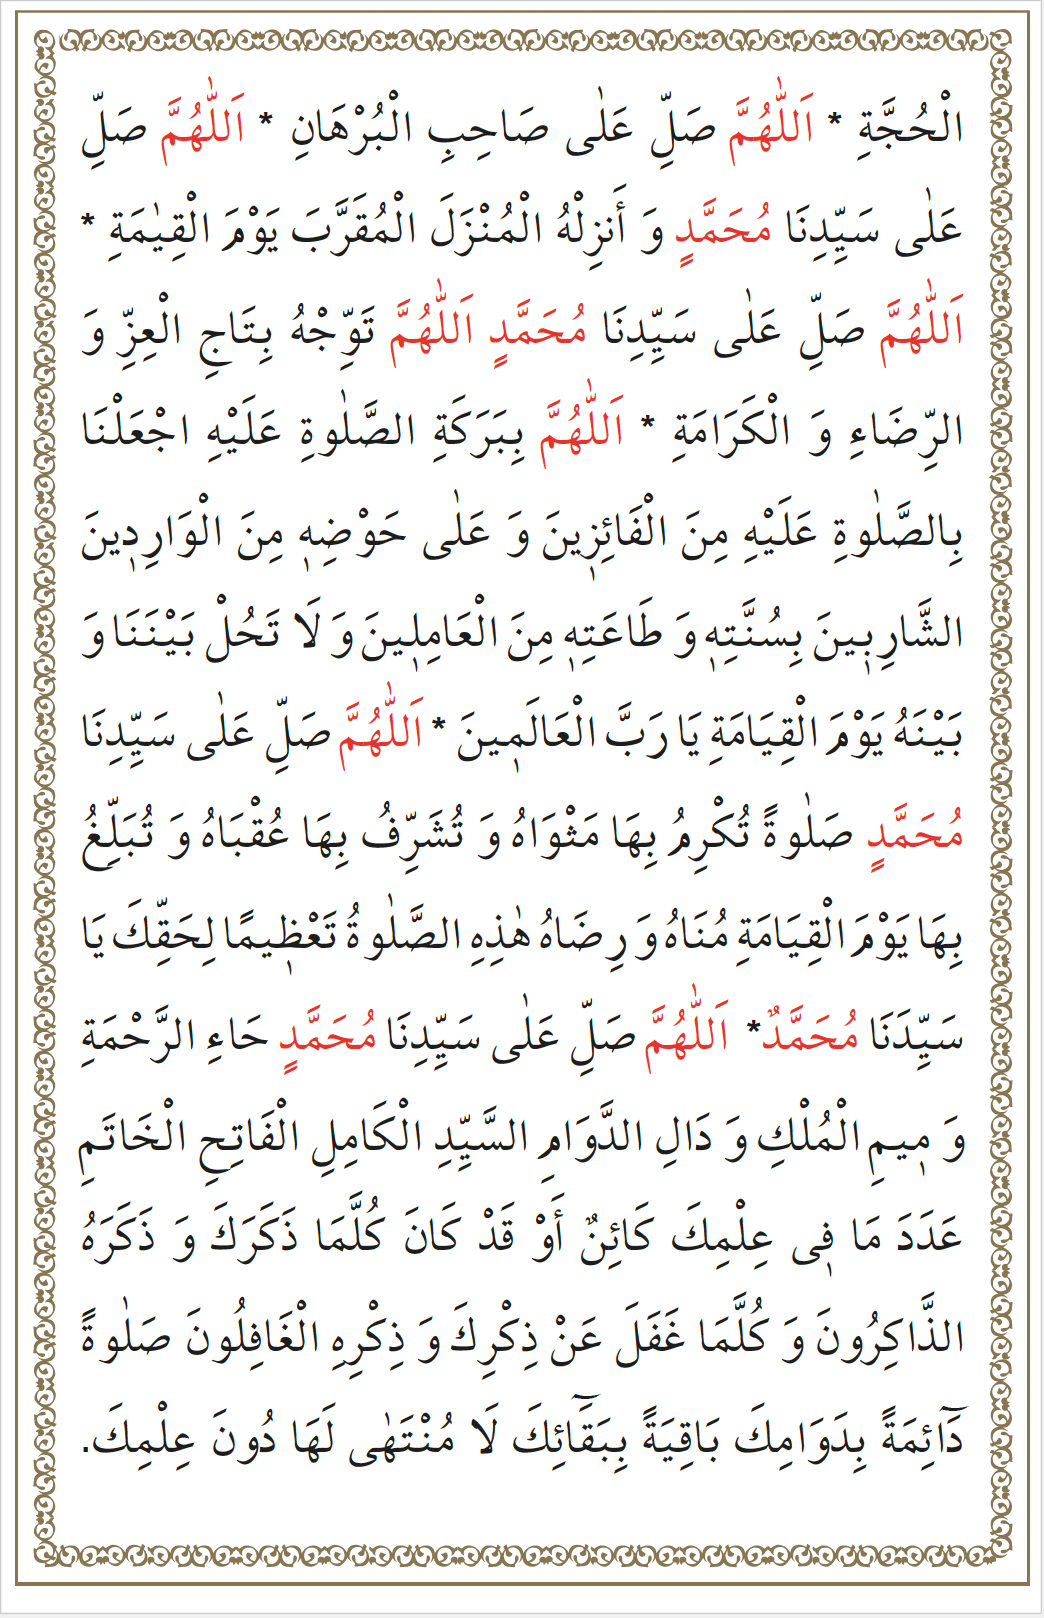 الْحُجَّةِ * اَللّٰهُمَّ صَلِّ عَلٰى صَاحِبِ الْبُرْهَانِ * اَللّٰهُمَّ صَلِّ
عَلٰى سَيِّدِنَا مُحَمَّدٍ وَ أَنزِلْهُ الْمُنْزَلَ الْمُقَرَّبَ يَوْمَ الْقِيٰمَةِ *
اَللّٰهُمَّ صَلِّ عَلٰى سَيِّدِنَا مُحَمَّدٍ اَللّٰهُمَّ تَوِّجْهُ بِتَاجِ الْعِزِّ وَ
الرِّضَاءِ وَ الْكَرَامَةِ * اَللّٰهُمَّ بِبَرَكَةِ الصَّلٰوةِ عَلَيْهِ اجْعَلْنَا
بِالصَّلٰوةِ عَلَيْهِ مِنَ الْفَائِزٖينَ وَ عَلٰى حَوْضِهٖ مِنَ الْوَارِدٖينَ
الشَّارِبٖينَ بِسُنَّتِهٖ وَ طَاعَتِهٖ مِنَ الْعَامِلٖينَ وَ لَا تَحُلْ بَيْنَنَا وَ
بَيْنَهُ يَوْمَ الْقِيَامَةِ يَا رَبَّ الْعَالَمٖينَ * اَللّٰهُمَّ صَلِّ عَلٰى سَيِّدِنَا
مُحَمَّدٍ صَلٰوةً تُكْرِمُ بِهَا مَثْوَاهُ وَ تُشَرِّفُ بِهَا عُقْبَاهُ وَ تُبَلِّغُ
بِهَا يَوْمَ الْقِيَامَةِ مُنَاهُ وَ رِضَاهُ هٰذِهِ الصَّلٰوةُ تَعْظٖيمًا لِحَقِّكَ يَا
سَيِّدَنَا مُحَمَّدٌ * اَللّٰهُمَّ صَلِّ عَلٰى سَيِّدِنَا مُحَمَّدٍ حَاءِ الرَّحْمَةِ
وَ مٖيمِ الْمُلْكِ وَ دَالِ الدَّوَامِ السَّيِّدِ الْكَامِلِ الْفَاتِحِ الْخَاتَمِ
عَدَدَ مَا فٖى عِلْمِكَ كَائِنٌ أَوْ قَدْ كَانَ كُلَّمَا ذَكَرَكَ وَ ذَكَرَهُ
الذَّاكِرُونَ وَ كُلَّمَا غَفَلَ عَنْ ذِكْرِكَ وَ ذِكْرِهِ الْغَافِلُونَ صَلٰوةً
دَٓائِمَةً بِدَوَامِكَ بَاقِيَةً بِبَقَٓائِكَ لَا مُنْتَهٰى لَهَا دُونَ عِلْمِكَ.